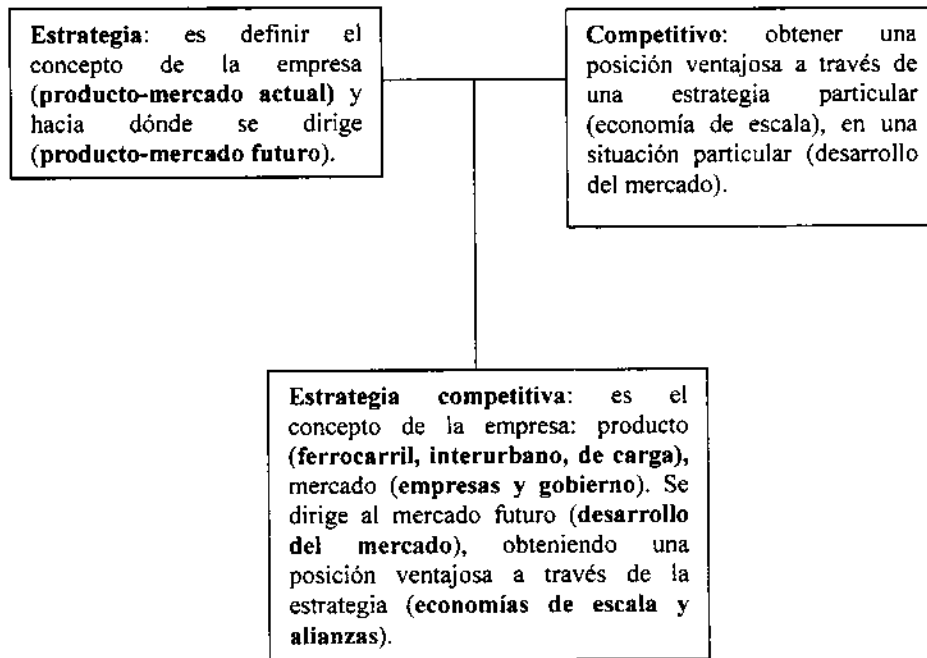 Estrategia: es definir el
concepto de la empresa
(producto-mercado actual) y
hacia dónde se dirige
(producto-mercado futuro).
Competitivo: obtener una
posición ventajosa a través de
una estrategia particular
(economía de escala), en una
situación particular (desarrollo
del mercado).
Estrategia competitiva: es el
concepto de la empresa: producto
(ferrocarril, interurbano, de carga),
mercado (empresas y gobierno). Se
dirige al mercado futuro (desarrollo
del mercado), obteniendo una
posición ventajosa a través de la
estrategia (economías de escala y
alianzas).